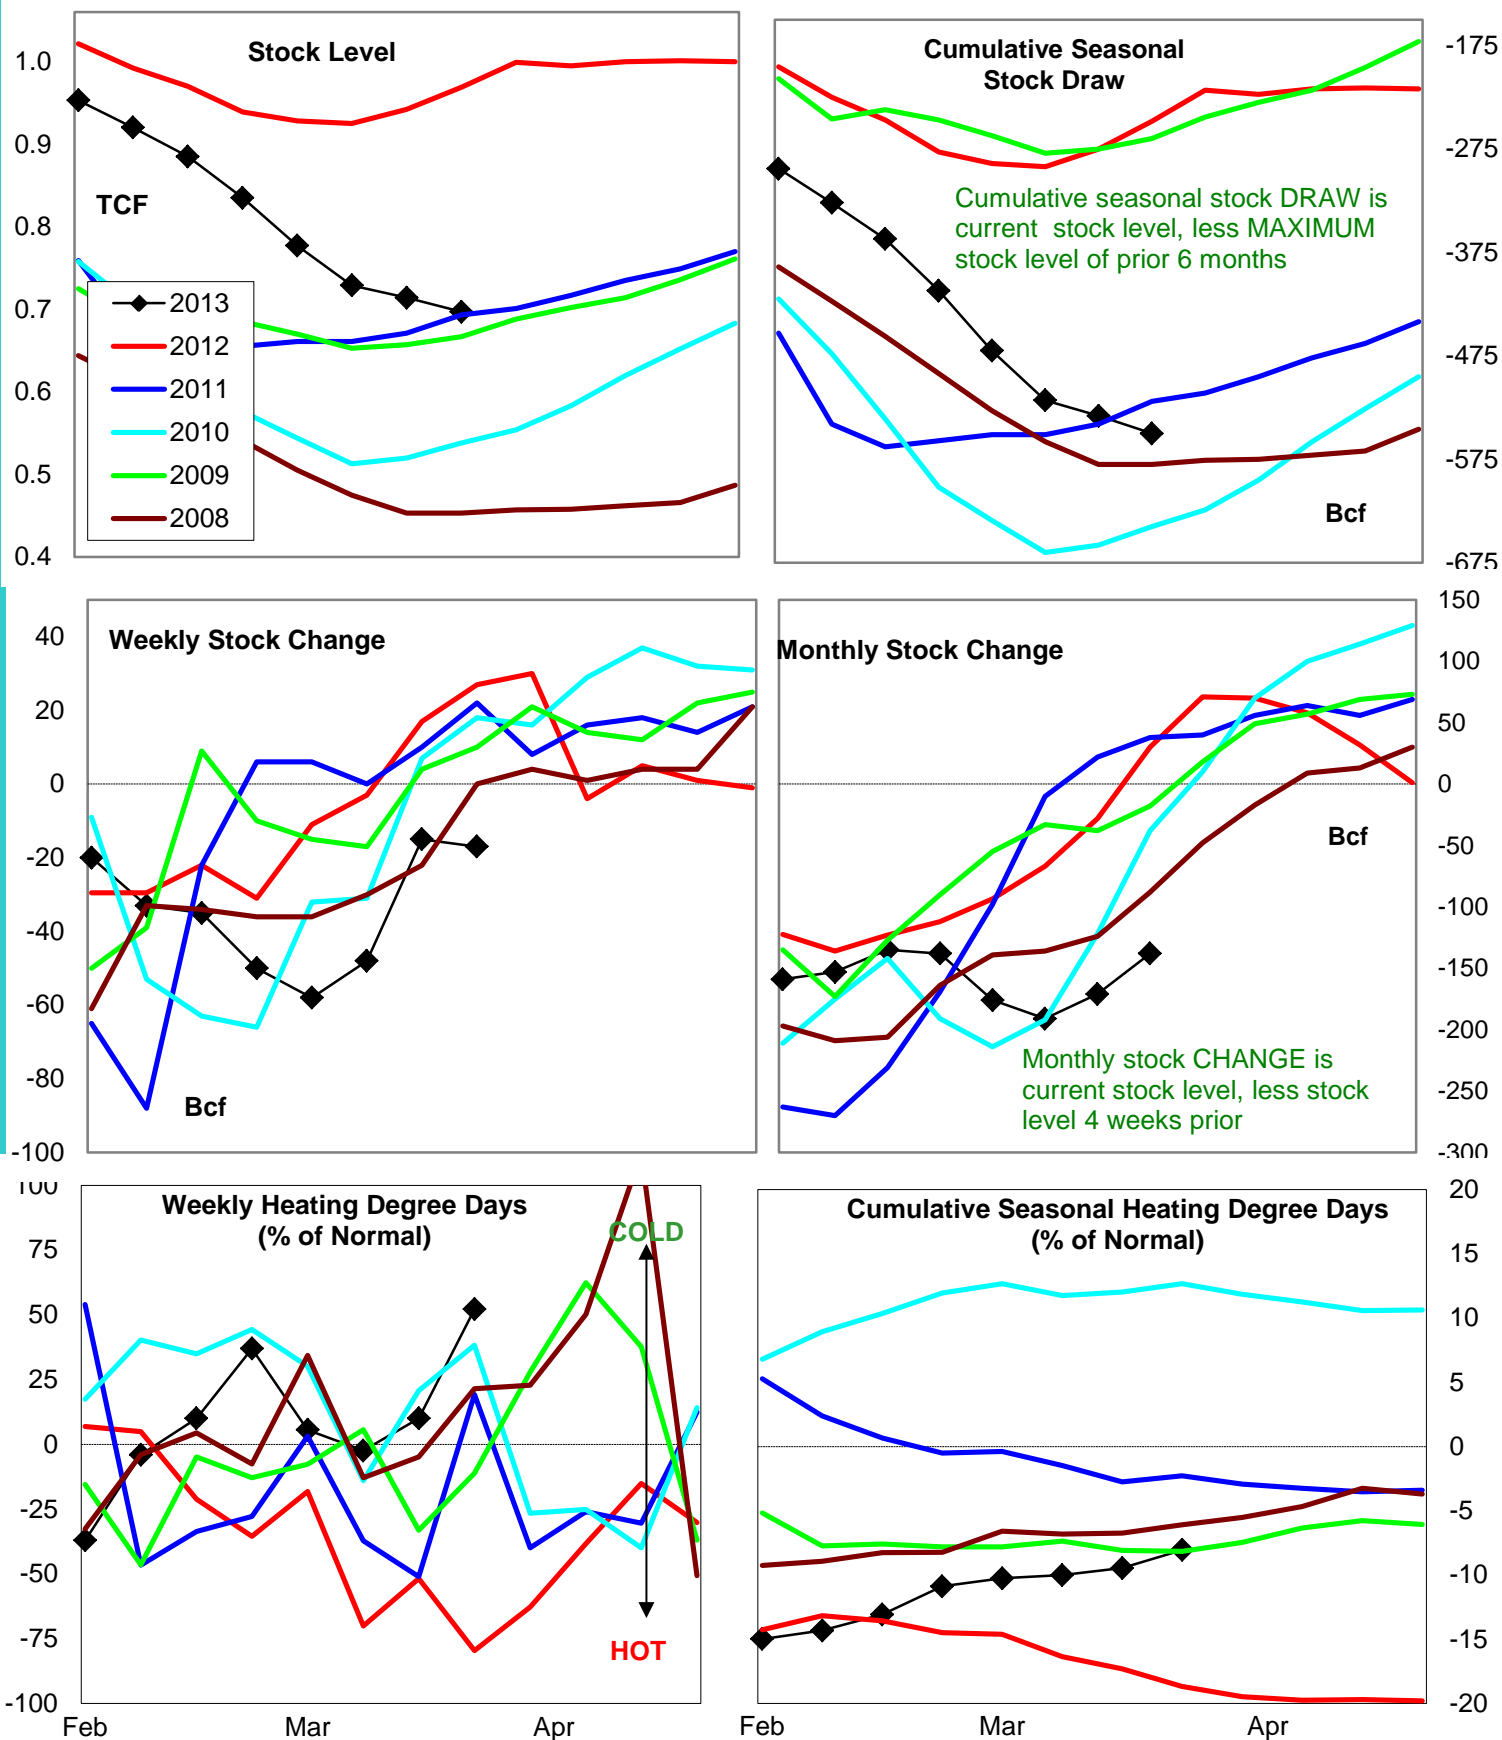 Stock Level
1.0
0.9
0.8
0.7
0.6
0.5
0.4
TCF
2013
2012
2011
2010
2009
2008
Cumulative Seasonal
Stock Draw
-175
-275
-375
-475
-575
-675
Cumulative seasonal stock DRAW is
current stock level, less MAXIMUM
stock level of prior 6 months
Bcf
Weekly Stock Change
40
20
0
-20
-40
-60
-80
-100
Bcf
Monthly Stock Change
150
100
50
0
-50
-100
-150
-200
-250
-300
Bcf
Monthly stock CHANGE is
current stock level, less stock
level 4 weeks prior
Weekly Heating Degree Days
(% of Normal)
100
75
50
25
0
-25
-50
-75
-100
COLD
HOT
Feb
Mar
Apr
Cumulative Seasonal Heating Degree Days
(% of Normal)
20
15
10
5
0
-5
-10
-15
-20
Feb
Mar
Apr